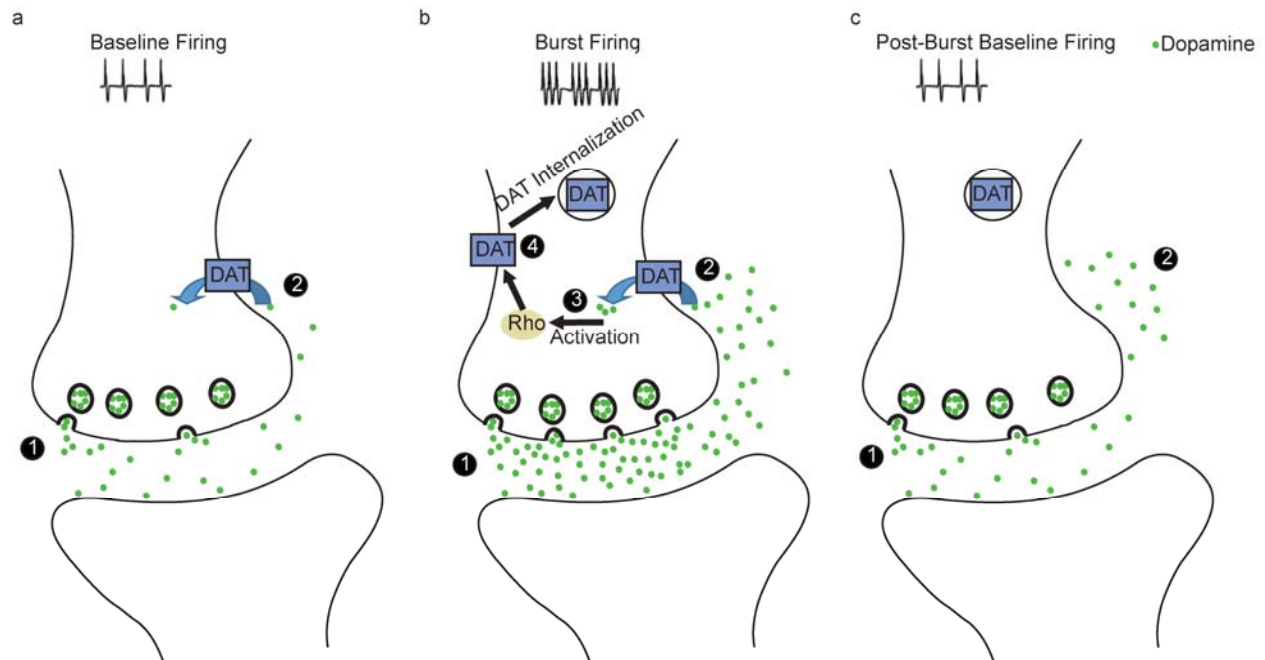 a
Baseline Firing
DAT
2
1
b
Burst Firing
DAT Internalization
DAT
DAT
4
DAT
2
3
Rho
Activation
1
c
Post-Burst Baseline Firing
Dopamine
DAT
2
1